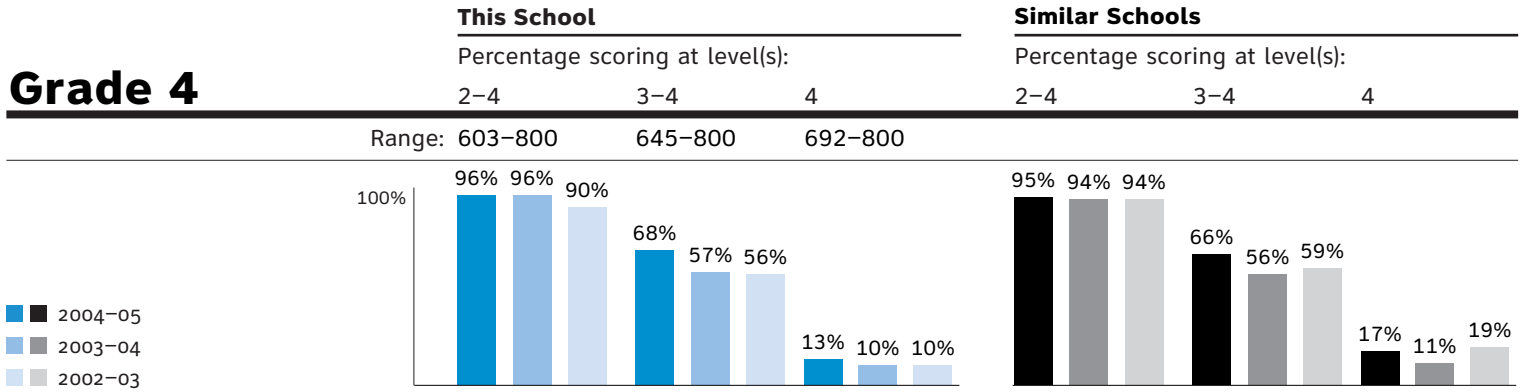 This School Similar Schools
Percentage scoring at level(s): Percentage scoring at level(s):
Grade 4
2–4 3–4 4 2–4 3–4 4
Range: 603–800 645–800 692–800
100%
96% 96% 90% 68% 57% 56% 13% 10% 10%
95% 94% 94% 66% 56% 59% 17% 11% 19%
2004–05
2003–04
2002–03